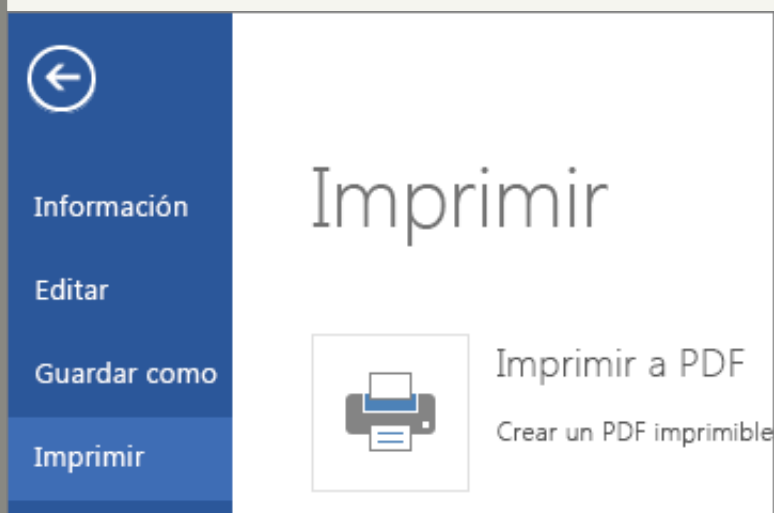 Información
Editar
Guardar como
Imprimir
Imprimir
Imprimir a PDF
Crear un PDF imprimible